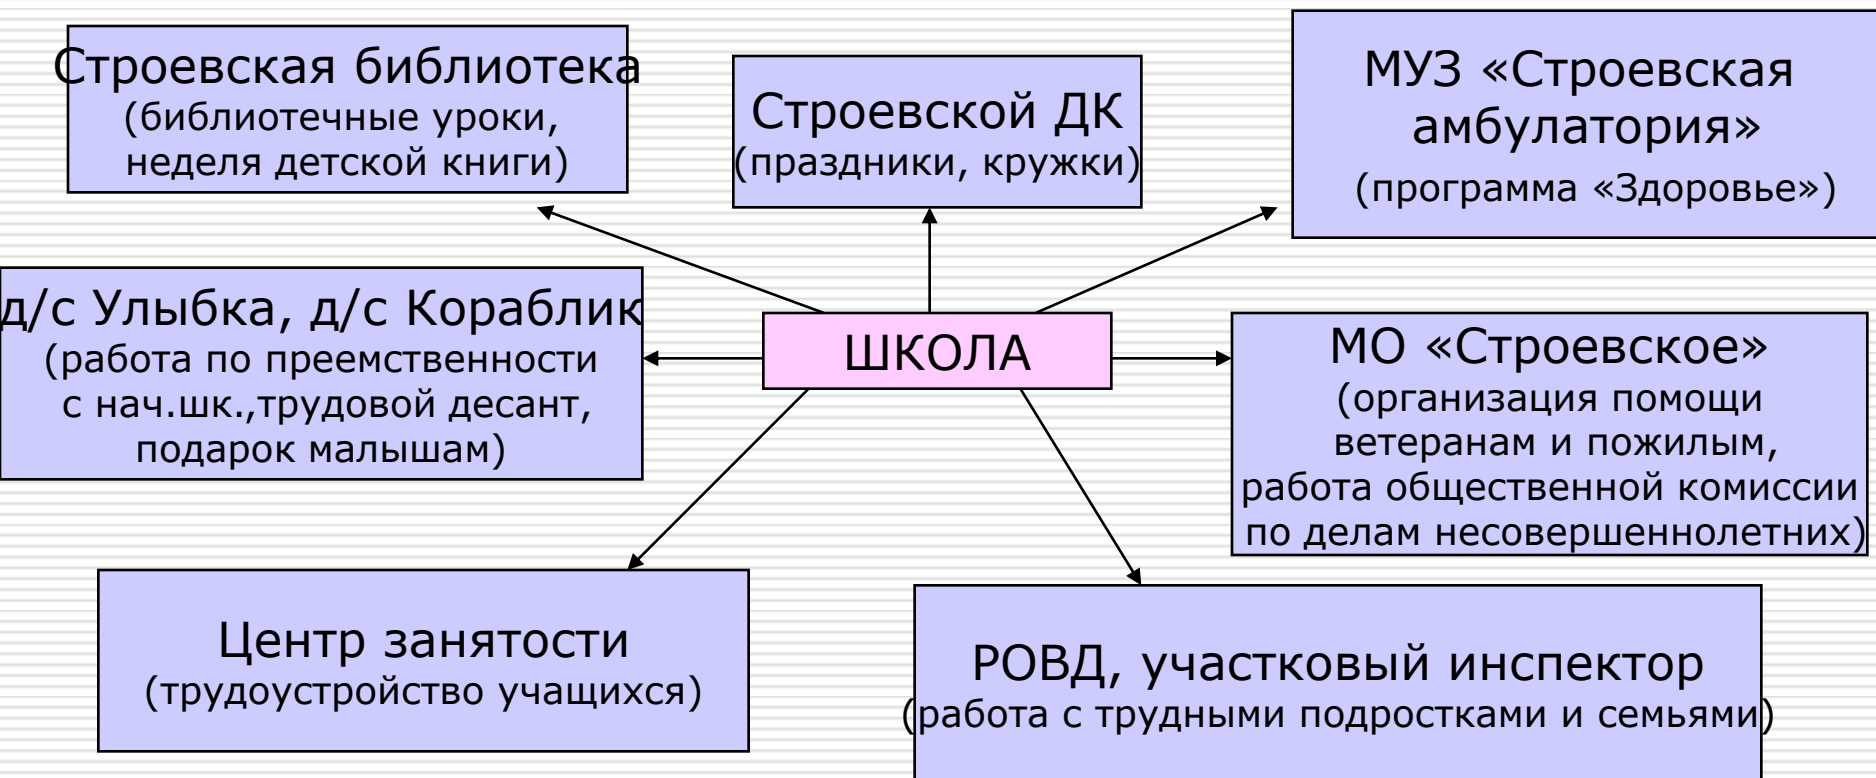 Строевская библиотека
(библиотечные уроки,
неделя детской книги)
Строевской ДК
(праздники, кружки)
МУЗ «Строевская
амбулатория»
(программа «Здоровье»)
д/с Улыбка, д/с Кораблик
(работа по преемственности
с нач.шк.,трудовой десант,
подарок малышам)
ШКОЛА
МО «Строевское»
(организация помощи
ветеранам и пожилым,
работа общественной комиссии
по делам несовершеннолетних)
Центр занятости
(трудоустройство учащихся)
РОВД, участковый инспектор
(работа с трудными подростками и семьями)